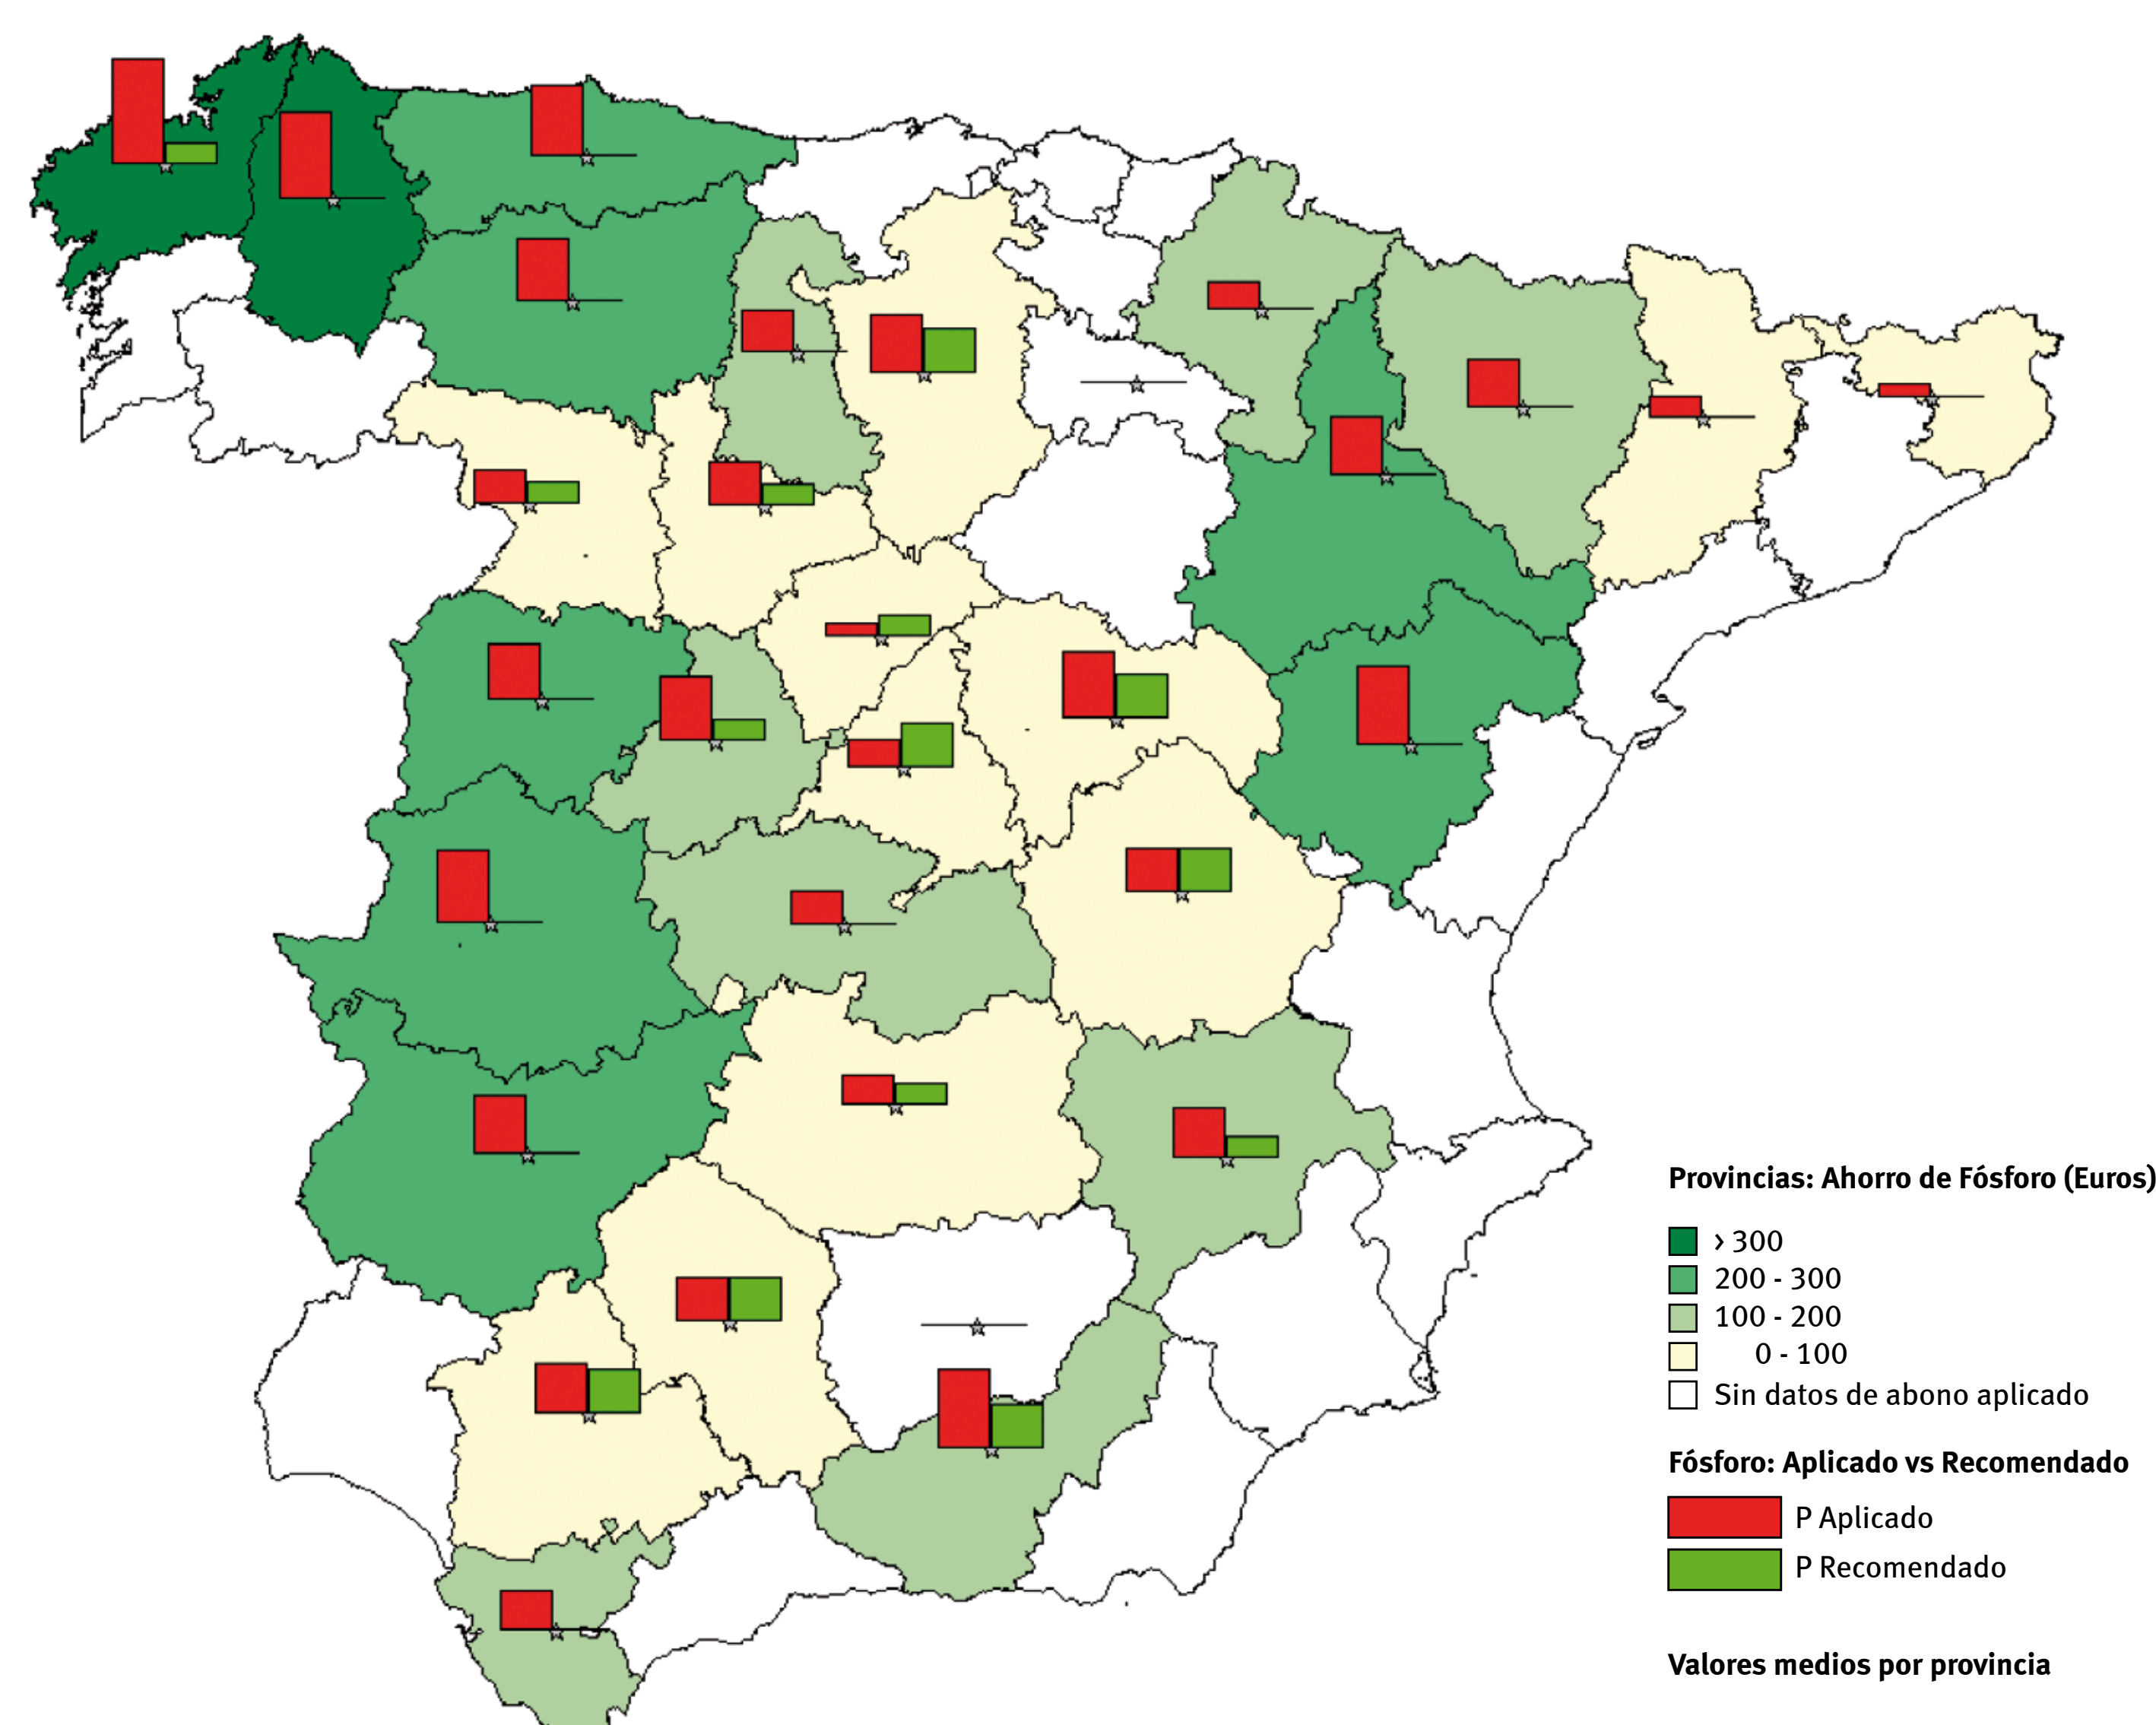 Provincias: Ahorro de Fósforo (Euros)
> 300
200 - 300
100 - 200
0 - 100
Sin datos de abono aplicado
Fósforo: Aplicado vs Recomendado
P Aplicado
P Recomendado
Valores medios por provincia